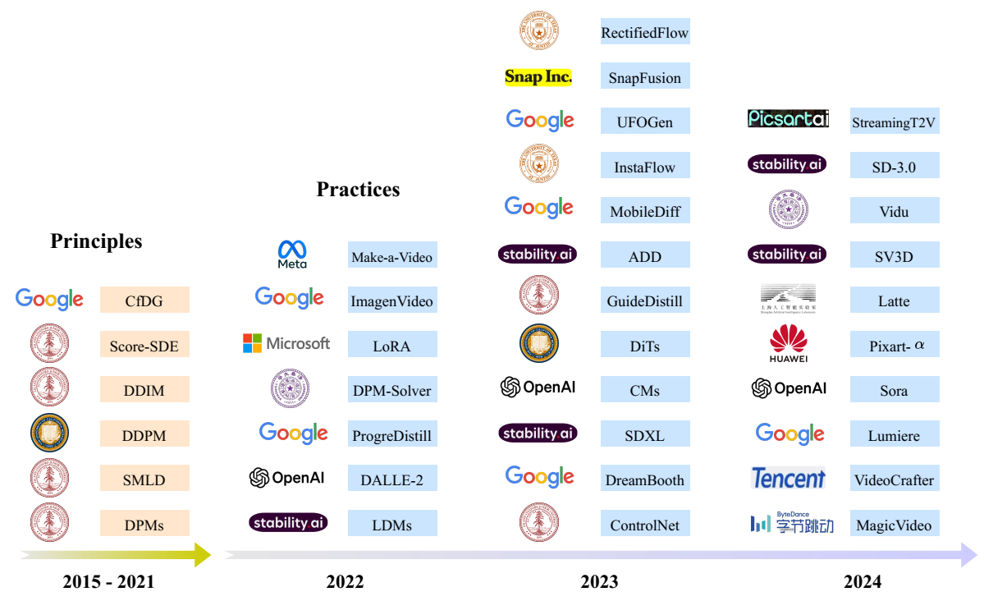 Principles
Google CfDG
Score-SDE
DDIM
DDPM
SMLD
DPMs
2015 - 2021
Practices
Meta Make-a-Video
Google ImagenVideo
Microsoft LoRA
DPM-Solver
Google ProgreDistill
OpenAI DALLE-2
stability.ai LDMs
2022
RectifiedFlow
Snap Inc. SnapFusion
Google UFOGen
InstaFlow
Google MobileDiff
stability.ai ADD
GuideDistill
DiTs
OpenAI CMs
stability.ai SDXL
Google DreamBooth
ControlNet
2023
Picsartai StreamingT2V
stability.ai SD-3.0
Vidu
stability.ai SV3D
Latte
HUAWEI Pixart-α
OpenAI Sora
Google Lumiere
Tencent VideoCrafter
ByteDance
字节跳动 MagicVideo
2024